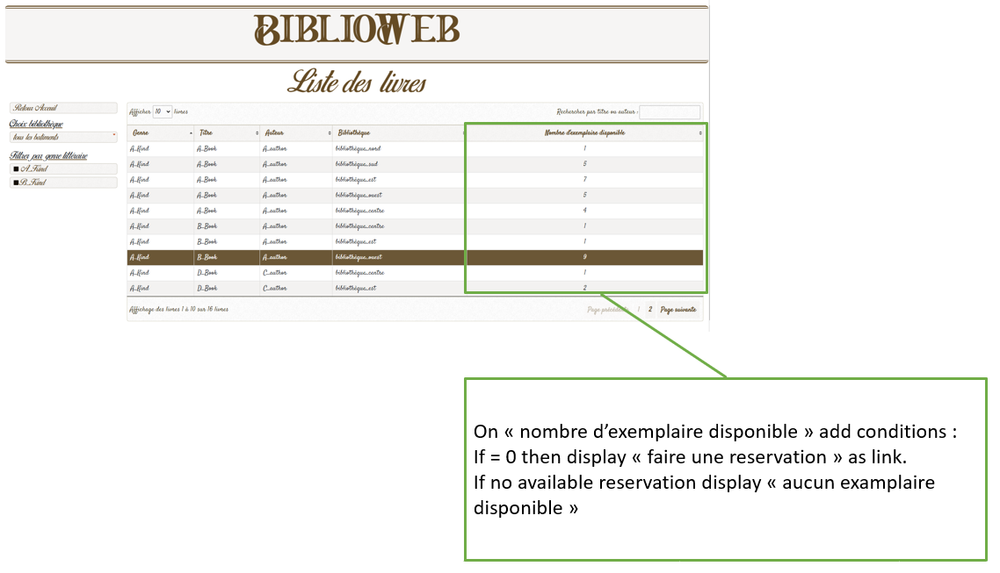 BIBLIOWEB
Liste des livres
Retour Acceuil
Choix bibliothèque
tous les batiments
Filtres par genre littéraire
A_Kind
B_Kind
Afficher 10 livres
Rechercher par titre ou auteur :
Genre Titre Auteur Bibliothèque Nombre d'exemplaire disponible
A_Kind A_Book A_author bibliothèque_nord 1
A_Kind A_Book A_author bibliothèque_sud 5
A_Kind A_Book A_author bibliothèque_est 7
A_Kind A_Book A_author bibliothèque_ouest 5
A_Kind A_Book A_author bibliothèque_centre 4
A_Kind B_Book A_author bibliothèque_centre 1
A_Kind B_Book A_author bibliothèque_est 1
A_Kind B_Book A_author bibliothèque_ouest 9
A_Kind D_Book C_author bibliothèque_centre 1
A_Kind D_Book C_author bibliothèque_est 2
Affichage des livres 1 à 10 sur 16 livres
Page précédente 1 2 Page suivante
On « nombre d’exemplaire disponible » add conditions :
If = 0 then display « faire une reservation » as link.
If no available reservation display « aucun examplaire
disponible »